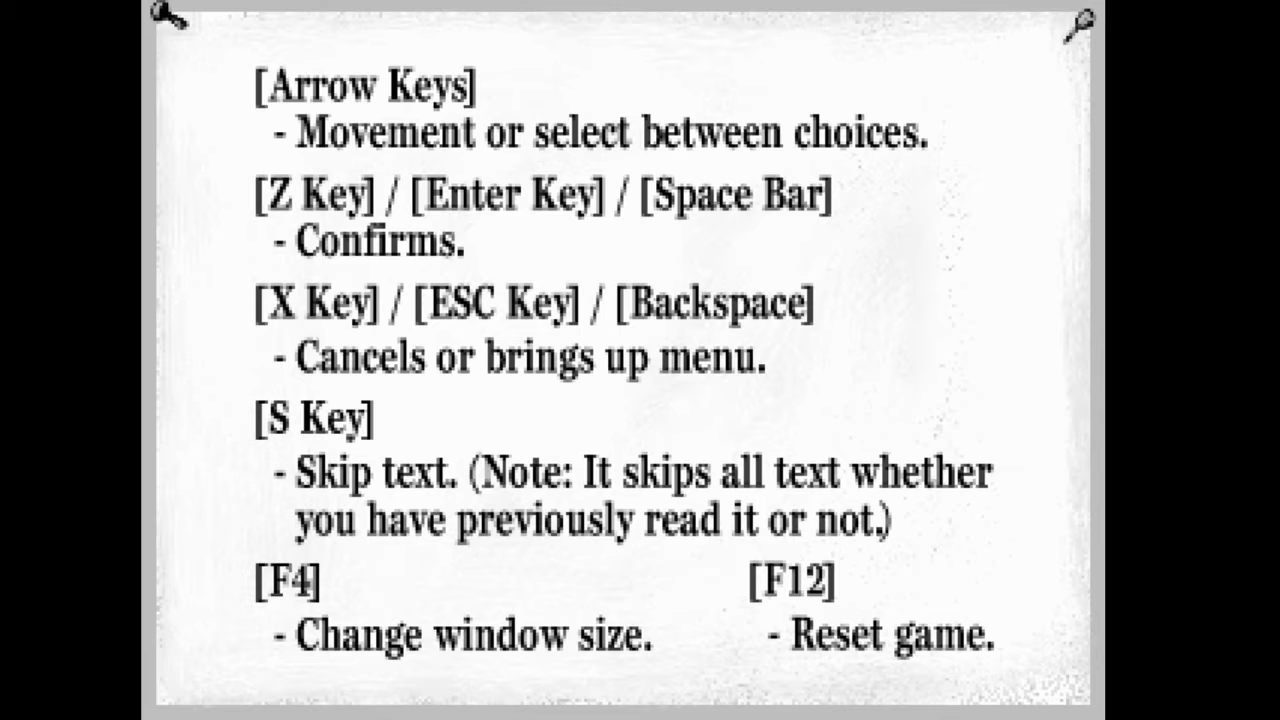 [Arrow Keys]
- Movement or select between choices.
[Z Key] / [Enter Key] / [Space Bar]
- Confirms.
[X Key] / [ESC Key] / [Backspace]
- Cancels or brings up menu.
[S Key]
- Skip text. (Note: It skips all text whether
you have previously read it or not.)
[F4] [F12]
- Change window size. - Reset game.